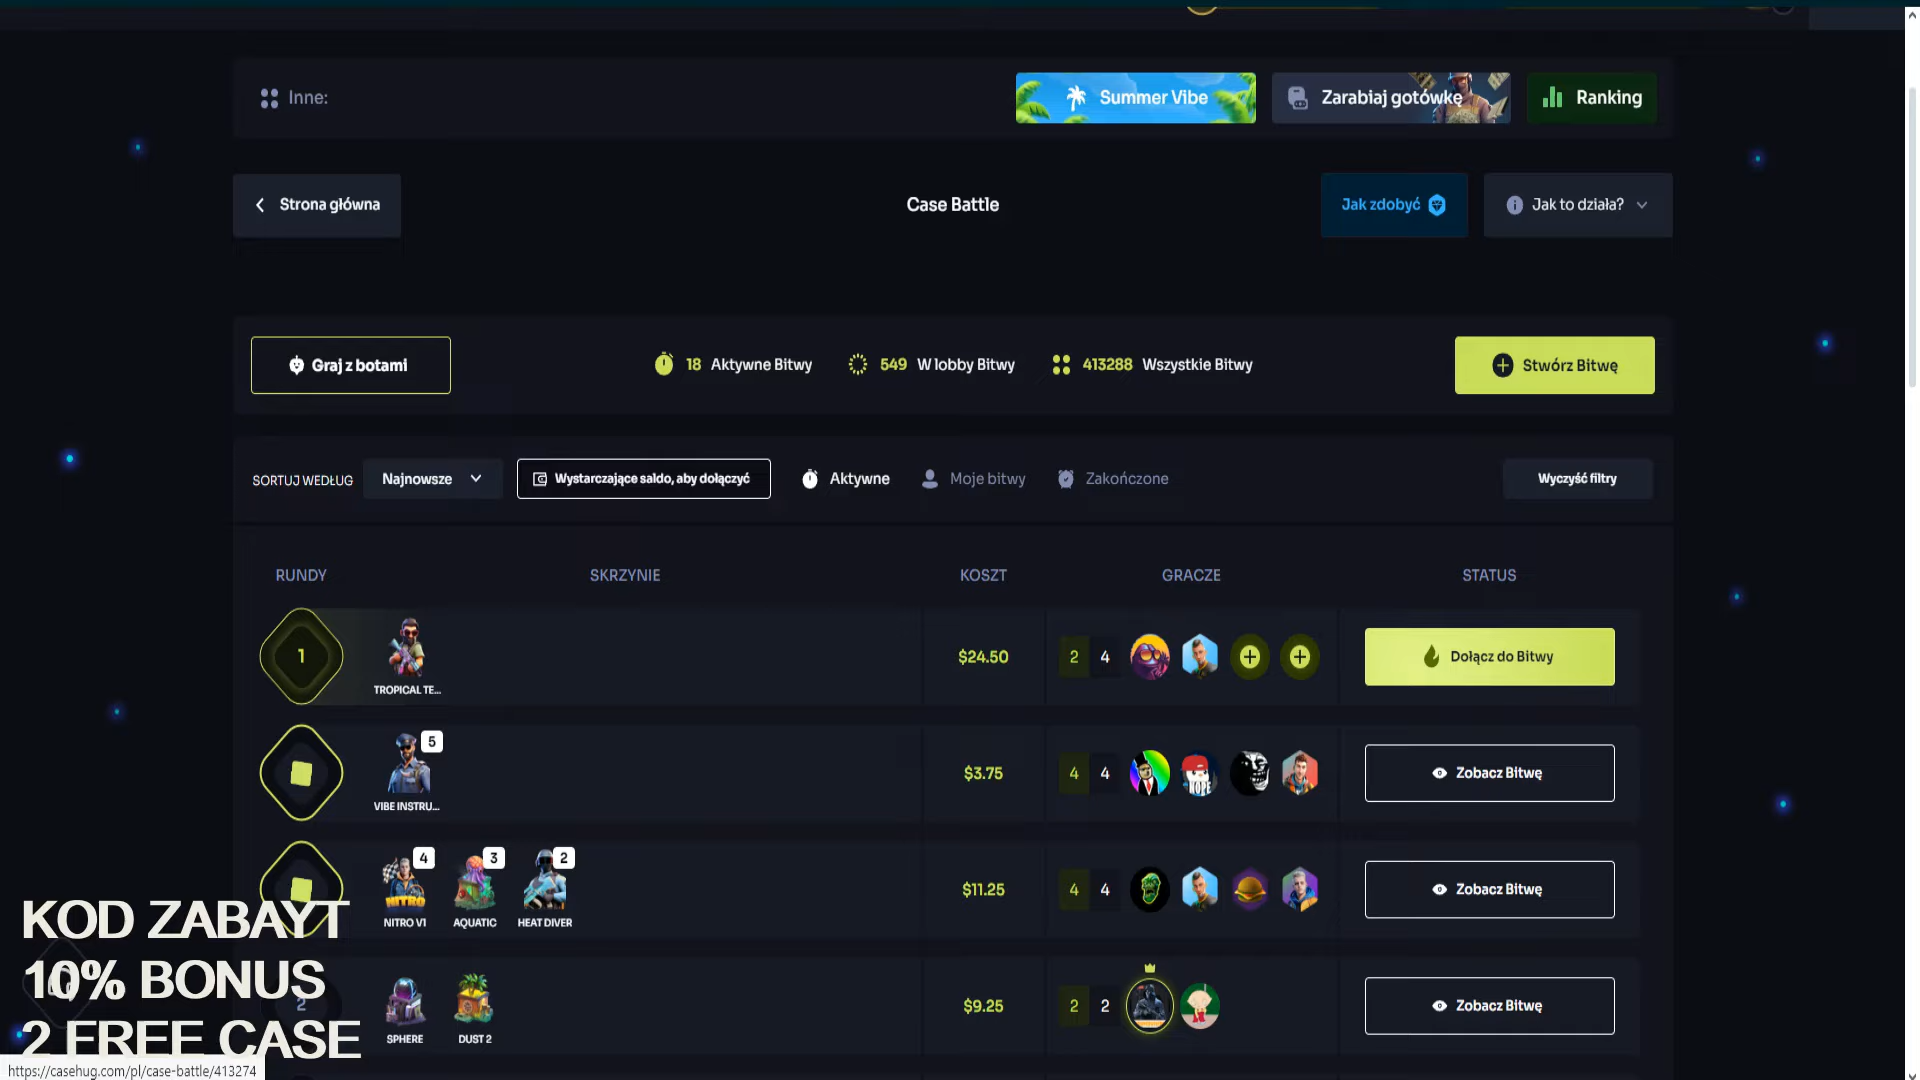 Inne:
Summer Vibe
Zarabiaj gotówkę
Ranking
Strona główna
Case Battle
Jak zdobyć
Jak to działa?
Graj z botami
18 Aktywne Bitwy
549 W lobby Bitwy
413288 Wszystkie Bitwy
Stwórz Bitwę
SORTUJ WEDŁUG
Najnowsze
Wystarczające saldo, aby dołączyć
Aktywne
Moje bitwy
Zakończone
Wyczyść filtry
RUNDY
SKRZYNIE
KOSZT
GRACZE
STATUS
1
TROPICAL TE...
$24.50
2 4
Dołącz do Bitwy
5
VIBE INSTRU...
$3.75
4 4
NOPE
Zobacz Bitwę
4
NITRO
NITRO V1
3
AQUATIC
2
HEAT DIVER
$11.25
4 4
Zobacz Bitwę
2
SPHERE
DUST 2
$9.25
2 2
Zobacz Bitwę
KOD ZABAYT
10% BONUS
2 FREE CASE
https://casehug.com/pl/case-battle/413274